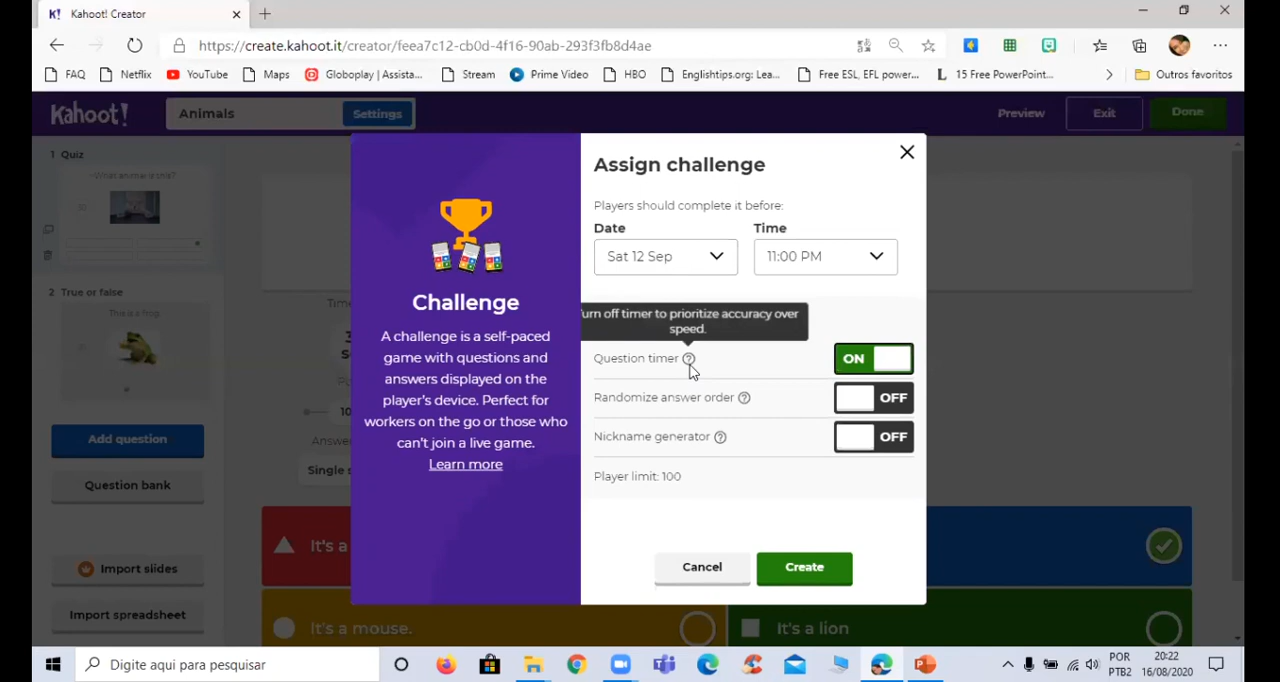 Kahoot! Creator
https://create.kahoot.it/creator/feea7c12-cb0d-4f16-90ab-293f3fb8d4ae
FAQ
Netflix
YouTube
Maps
Globoplay | Assista...
Stream
Prime Video
HBO
Englishtips.org: Lea...
Free ESL, EFL power...
15 Free PowerPoint...
Outros favoritos
Kahoot!
Animals
Settings
Preview
Exit
Done
1 Quiz
What animal is this?
2 True or false
This is a frog.
Add question
Question bank
Import slides
Import spreadsheet
Challenge
A challenge is a self-paced
game with questions and
answers displayed on the
player's device. Perfect for
workers on the go or those who
can't join a live game.
Learn more
Assign challenge
Players should complete it before:
Date
Time
Sat 12 Sep
11:00 PM
Turn off timer to prioritize accuracy over
speed.
Question timer
ON
Randomize answer order
OFF
Nickname generator
OFF
Player limit: 100
Cancel
Create
Single s
It's a
It's a mouse.
It's a lion
Digite aqui para pesquisar
POR
PTB2
20:22
16/08/2020